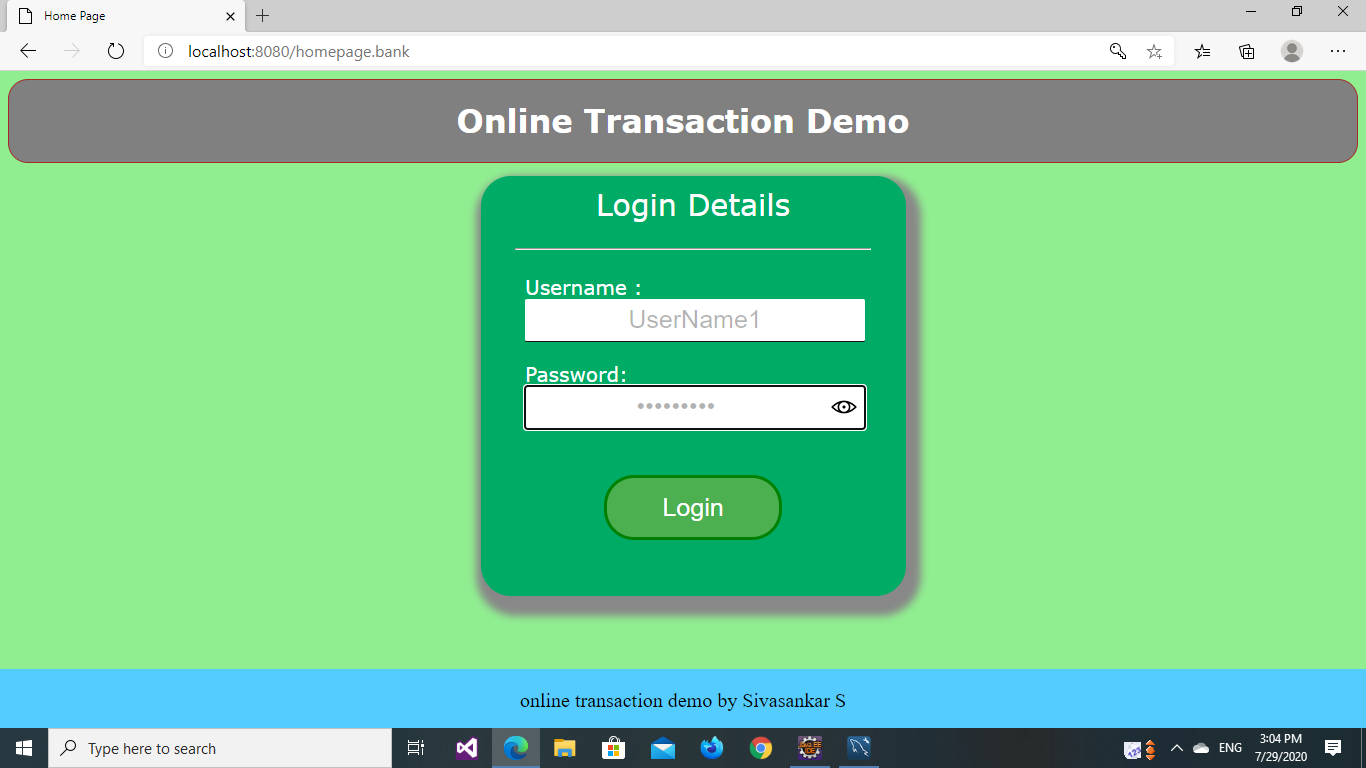 Home Page
localhost:8080/homepage.bank
Online Transaction Demo
Login Details
Username :
UserName1
Password:
•••••••••
Login
online transaction demo by Sivasankar S
Type here to search
ENG
3:04 PM
7/29/2020